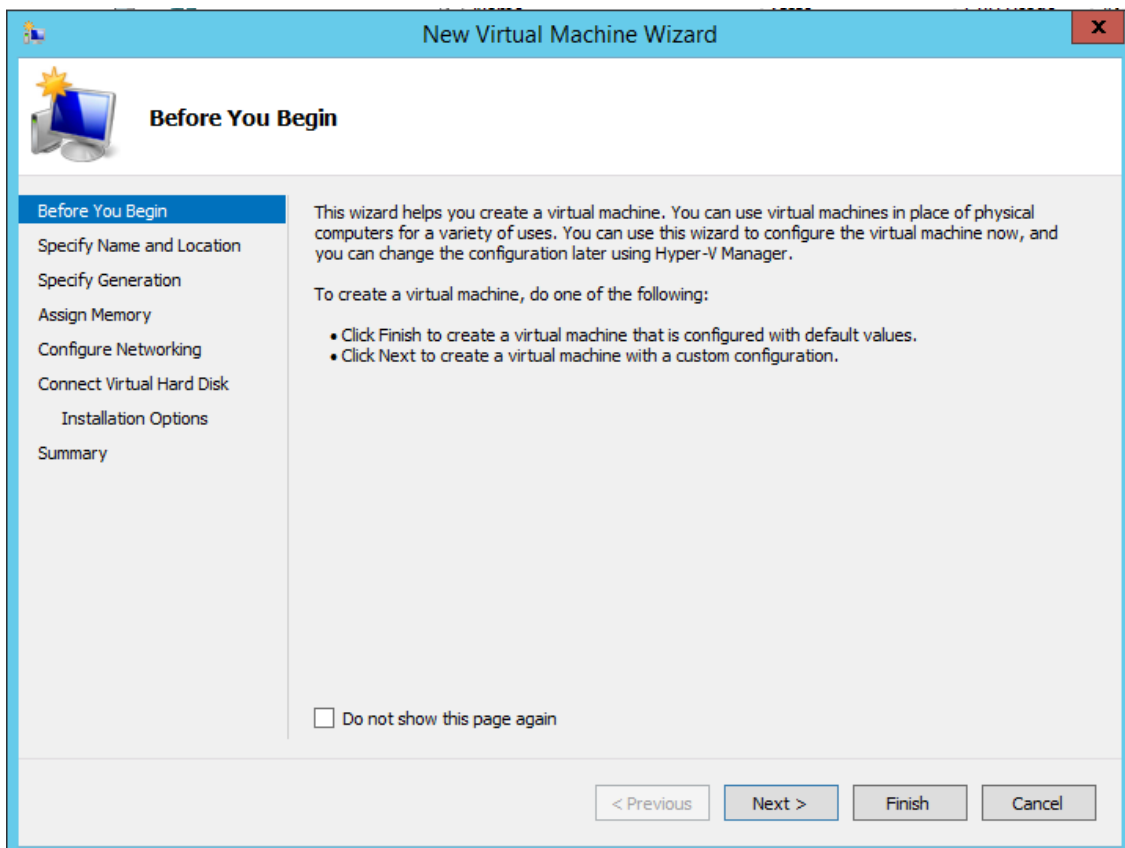 New Virtual Machine Wizard
X
Before You Begin
Before You Begin
Specify Name and Location
Specify Generation
Assign Memory
Configure Networking
Connect Virtual Hard Disk
Installation Options
Summary
This wizard helps you create a virtual machine. You can use virtual machines in place of physical
computers for a variety of uses. You can use this wizard to configure the virtual machine now, and
you can change the configuration later using Hyper-V Manager.
To create a virtual machine, do one of the following:
• Click Finish to create a virtual machine that is configured with default values.
• Click Next to create a virtual machine with a custom configuration.
Do not show this page again
< Previous Next > Finish Cancel